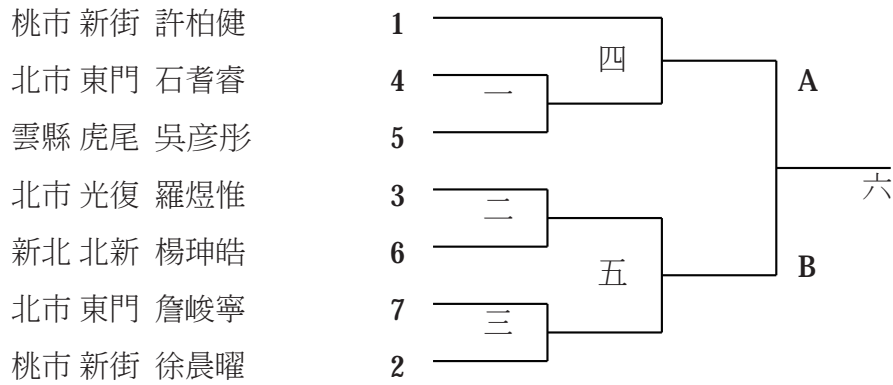 桃市 新街 許柏健 1
四
A
北市 東門 石耆睿 4
一
雲縣 虎尾 吳彥彤 5
北市 光復 羅煜惟 3
二
六
新北 北新 楊珅皓 6
五
B
北市 東門 詹峻寧 7
三
桃市 新街 徐晨曜 2